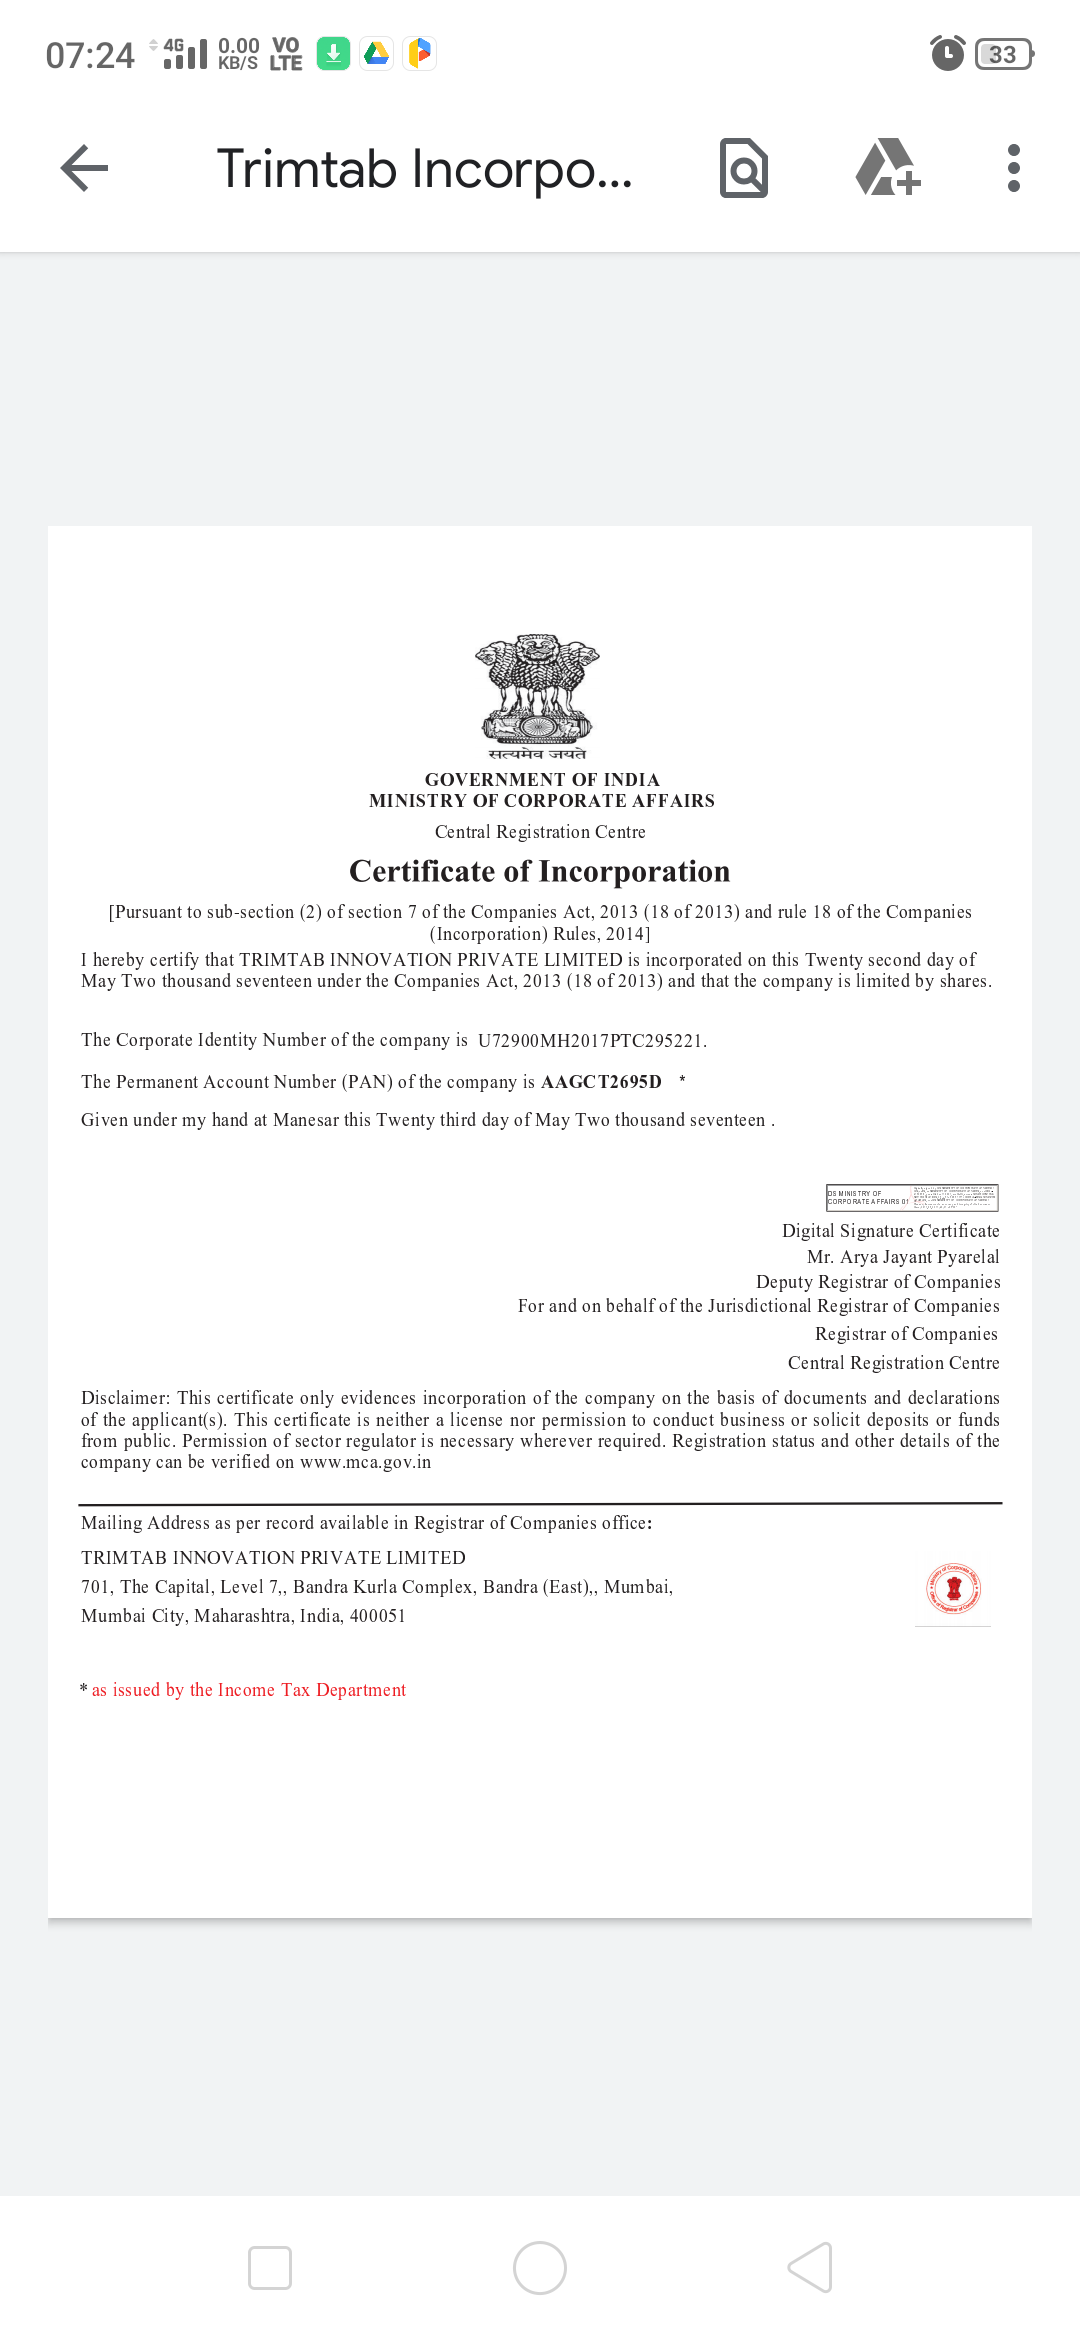 07:24 4G 0.00 KB/S VO LTE 33
Trimtab Incorpo...
सत्यमेव जयते
GOVERNMENT OF INDIA
MINISTRY OF CORPORATE AFFAIRS
Central Registration Centre
Certificate of Incorporation
[Pursuant to sub-section (2) of section 7 of the Companies Act, 2013 (18 of 2013) and rule 18 of the Companies
(Incorporation) Rules, 2014]
I hereby certify that TRIMTAB INNOVATION PRIVATE LIMITED is incorporated on this Twenty second day of
May Two thousand seventeen under the Companies Act, 2013 (18 of 2013) and that the company is limited by shares.
The Corporate Identity Number of the company is U72900MH2017PTC295221.
The Permanent Account Number (PAN) of the company is AAGCT2695D *
Given under my hand at Manesar this Twenty third day of May Two thousand seventeen .
DS MINISTRY OF
CORPORATE AFFAIRS 01
Digital Signature Certificate
Mr. Arya Jayant Pyarelal
Deputy Registrar of Companies
For and on behalf of the Jurisdictional Registrar of Companies
Registrar of Companies
Central Registration Centre
Disclaimer: This certificate only evidences incorporation of the company on the basis of documents and declarations
of the applicant(s). This certificate is neither a license nor permission to conduct business or solicit deposits or funds
from public. Permission of sector regulator is necessary wherever required. Registration status and other details of the
company can be verified on www.mca.gov.in
Mailing Address as per record available in Registrar of Companies office:
TRIMTAB INNOVATION PRIVATE LIMITED
701, The Capital, Level 7,, Bandra Kurla Complex, Bandra (East),, Mumbai,
Mumbai City, Maharashtra, India, 400051
Ministry of Corporate Affairs
Office of Registrar of Companies
* as issued by the Income Tax Department